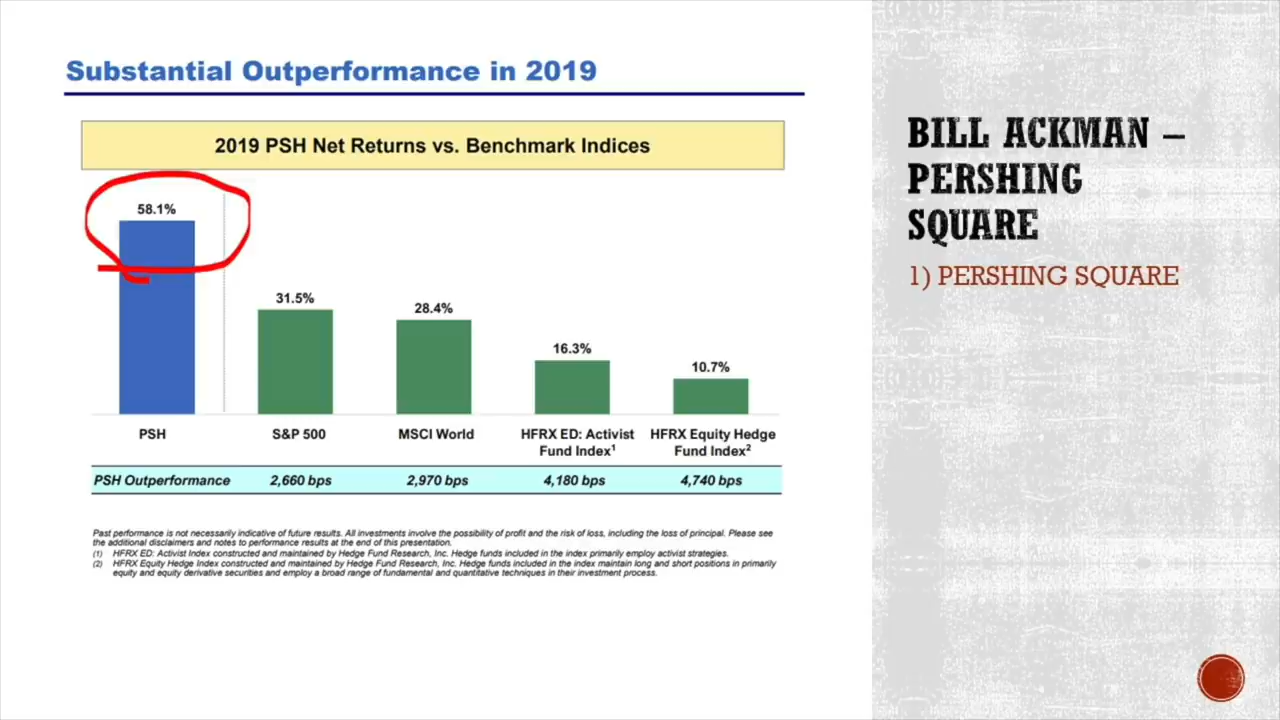 Substantial Outperformance in 2019
2019 PSH Net Returns vs. Benchmark Indices
58.1%
31.5%
28.4%
16.3%
10.7%
PSH
S&P 500
MSCI World
HFRX ED: Activist
Fund Index1
HFRX Equity Hedge
Fund Index2
PSH Outperformance 2,660 bps 2,970 bps 4,180 bps 4,740 bps
Past performance is not necessarily indicative of future results. All investments involve the possibility of profit and the risk of loss, including the loss of principal. Please see
the additional disclaimers and notes to performance results at the end of this presentation.
(1) HFRX ED: Activist Index constructed and maintained by Hedge Fund Research, Inc. Hedge funds included in the index primarily employ activist strategies.
(2) HFRX Equity Hedge Index constructed and maintained by Hedge Fund Research, Inc. Hedge funds included in the index maintain long and short positions in primarily
equity and equity derivative securities and employ a broad range of fundamental and quantitative techniques in their investment process.
BILL ACKMAN –
PERSHING
SQUARE
1) PERSHING SQUARE